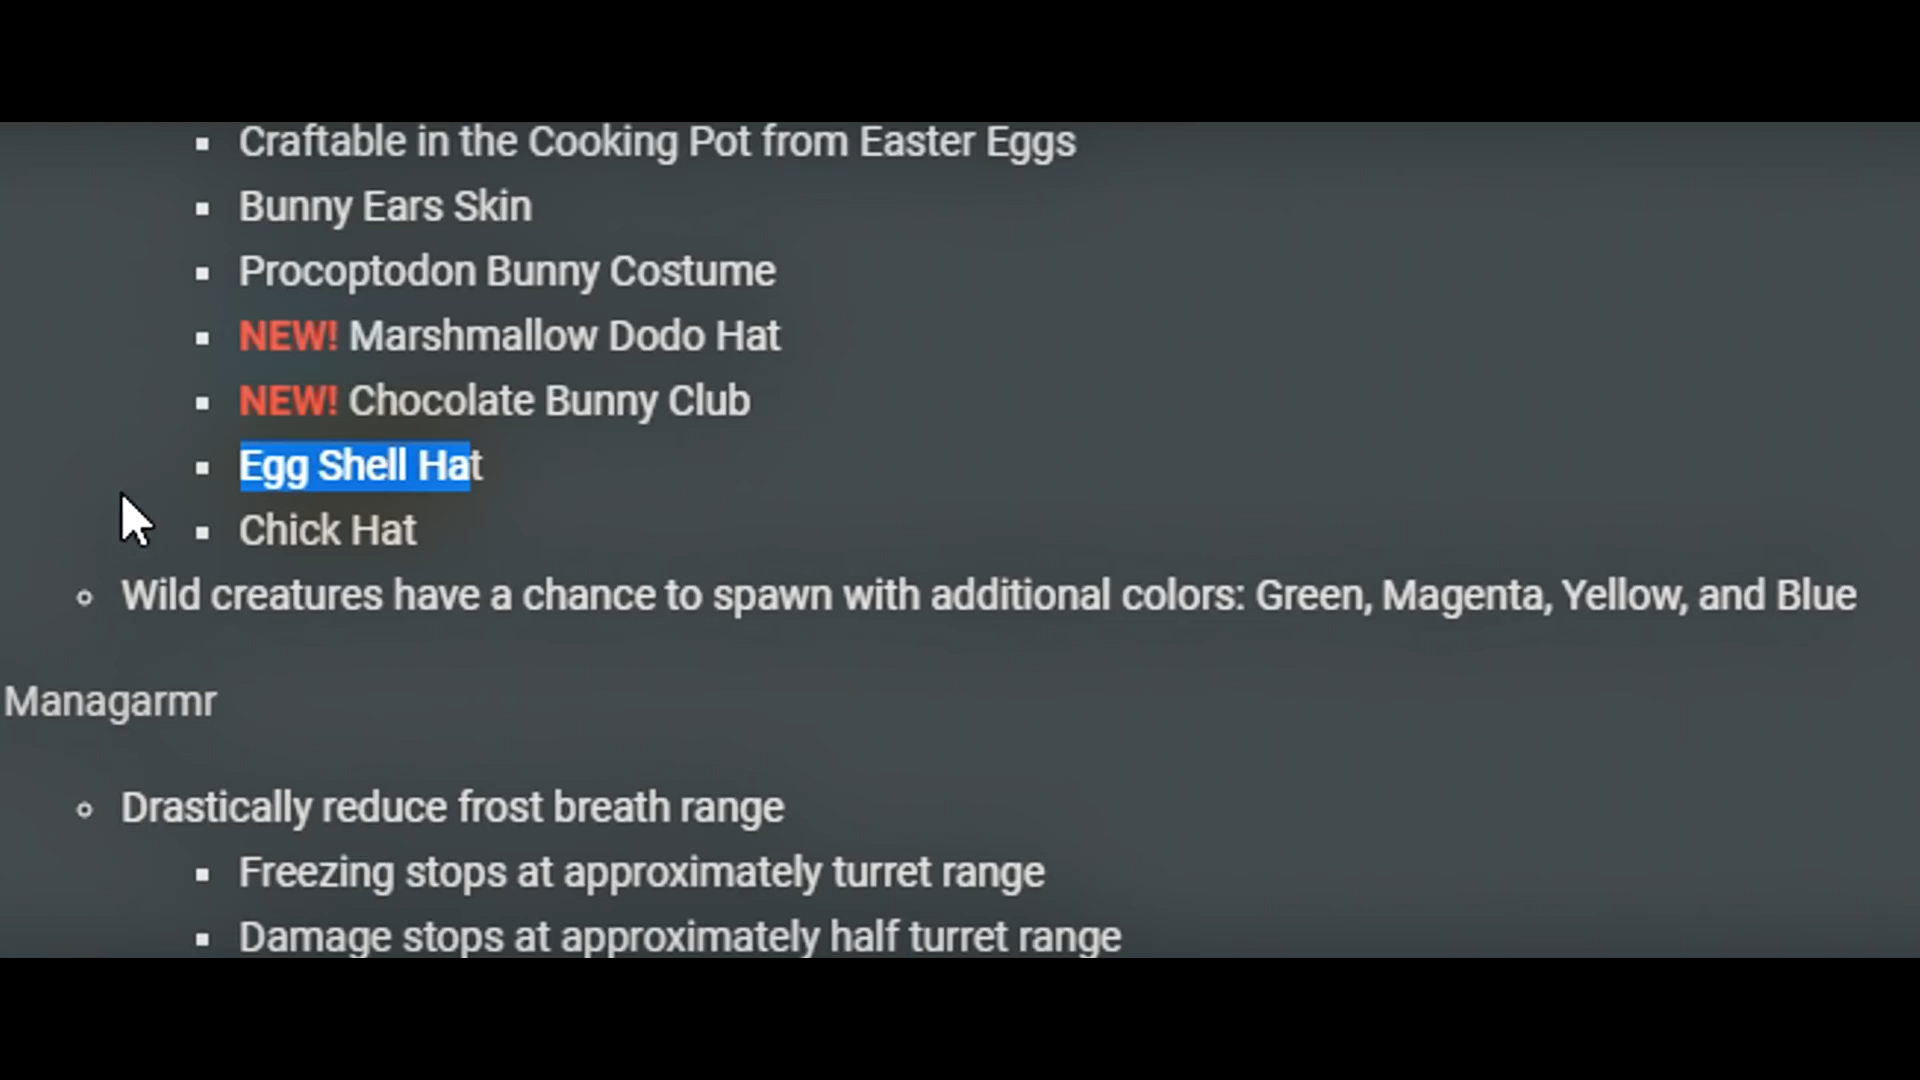 Craftable in the Cooking Pot from Easter Eggs
Bunny Ears Skin
Procoptodon Bunny Costume
NEW! Marshmallow Dodo Hat
NEW! Chocolate Bunny Club
Egg Shell Hat
Chick Hat
Wild creatures have a chance to spawn with additional colors: Green, Magenta, Yellow, and Blue
Managarmr
Drastically reduce frost breath range
Freezing stops at approximately turret range
Damage stops at approximately half turret range